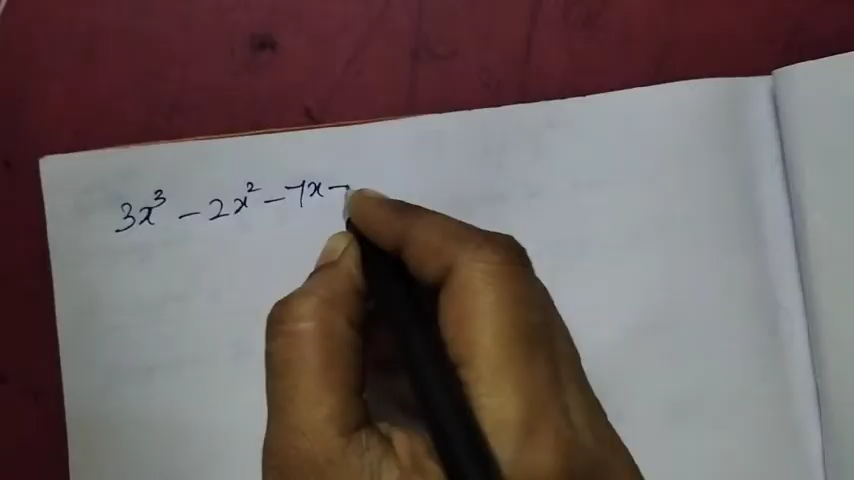 3x³ - 2x² - 7x -